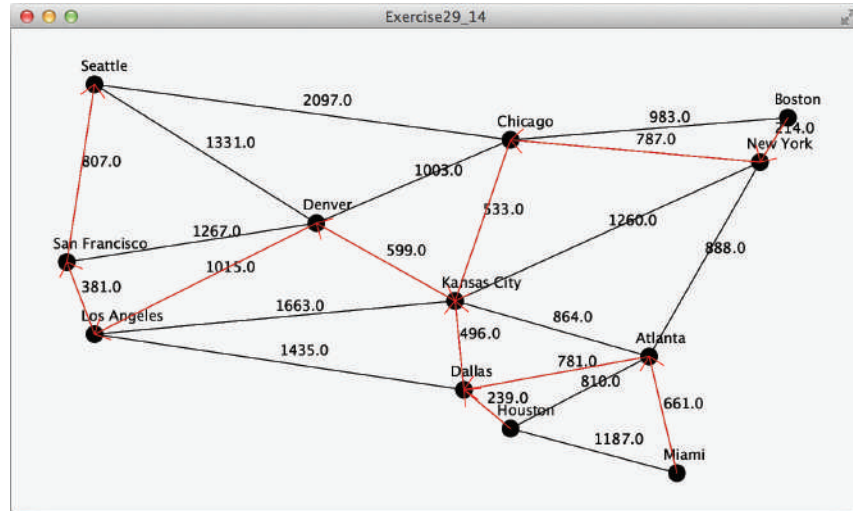 Exercise29_14
Seattle
2097.0
Boston
983.0
Chicago
214.0
1331.0
787.0
New York
807.0
1003.0
Denver
533.0
1260.0
1267.0
San Francisco
599.0
888.0
1015.0
381.0
Kansas City
1663.0
Los Angeles
864.0
496.0
Atlanta
1435.0
781.0
Dallas
810.0
239.0
661.0
Houston
1187.0
Miami